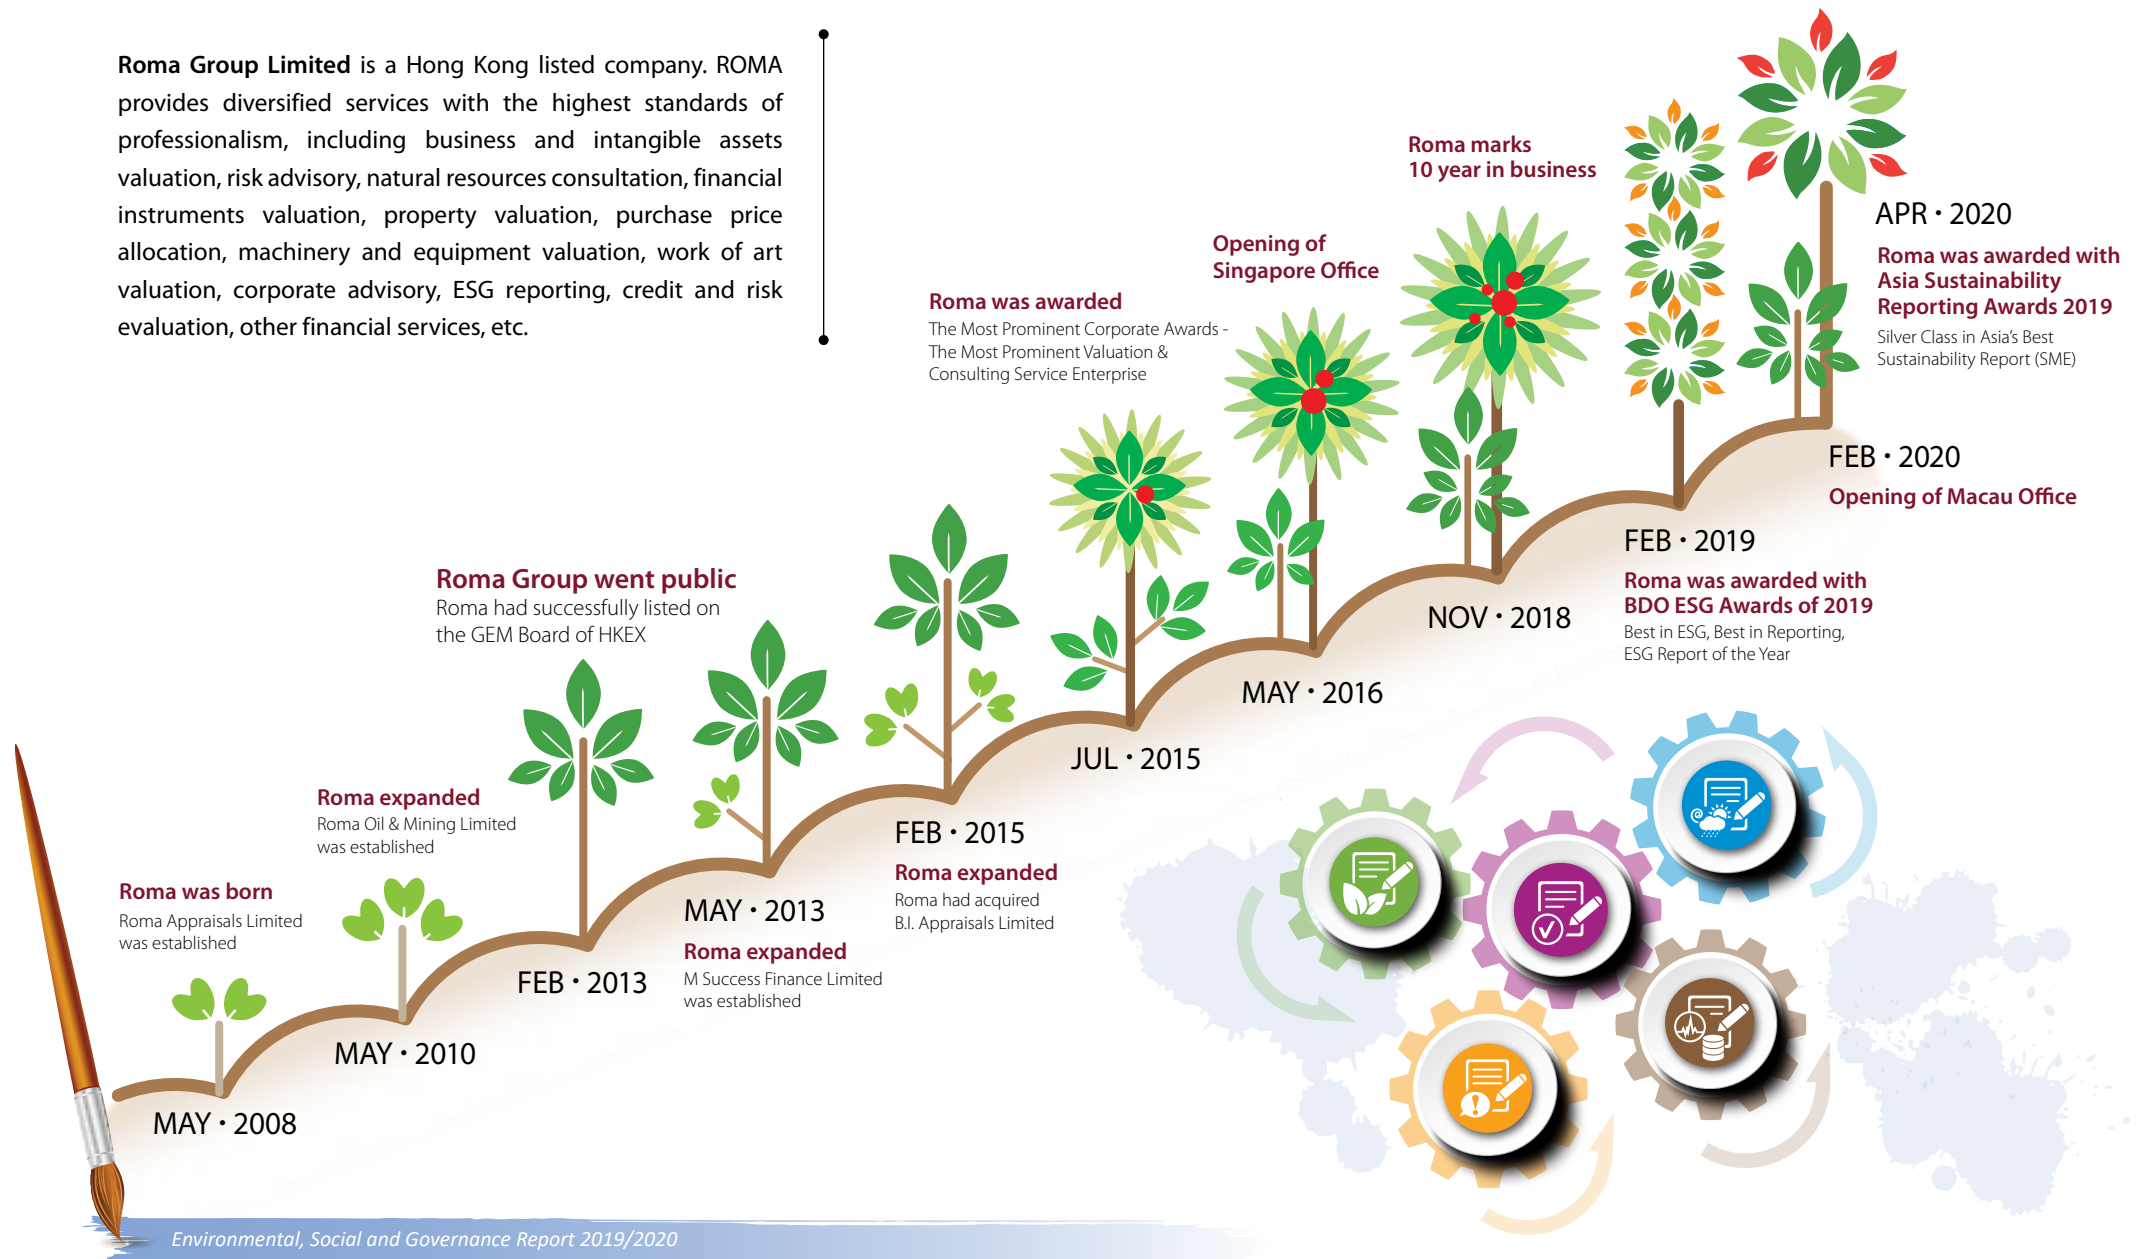 Roma Group Limited is a Hong Kong listed company. ROMA
provides diversified services with the highest standards of
professionalism, including business and intangible assets
valuation, risk advisory, natural resources consultation, financial
instruments valuation, property valuation, purchase price
allocation, machinery and equipment valuation, work of art
valuation, corporate advisory, ESG reporting, credit and risk
evaluation, other financial services, etc.
Roma was born
Roma Appraisals Limited
was established
MAY • 2008
Roma expanded
Roma Oil & Mining Limited
was established
MAY • 2010
Roma Group went public
Roma had successfully listed on
the GEM Board of HKEX
FEB • 2013
MAY • 2013
Roma expanded
M Success Finance Limited
was established
FEB • 2015
Roma expanded
Roma had acquired
B.I. Appraisals Limited
Roma was awarded
The Most Prominent Corporate Awards -
The Most Prominent Valuation &
Consulting Service Enterprise
JUL • 2015
Opening of
Singapore Office
MAY • 2016
Roma marks
10 year in business
NOV • 2018
FEB • 2019
Roma was awarded with
BDO ESG Awards of 2019
Best in ESG, Best in Reporting,
ESG Report of the Year
FEB • 2020
Opening of Macau Office
APR • 2020
Roma was awarded with
Asia Sustainability
Reporting Awards 2019
Silver Class in Asia's Best
Sustainability Report (SME)
Environmental, Social and Governance Report 2019/2020